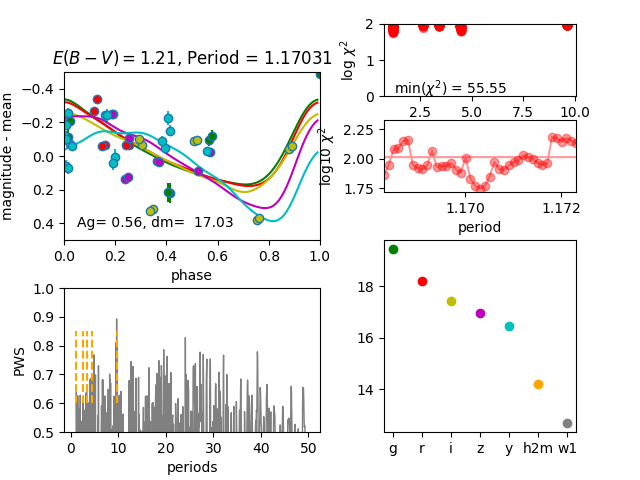 E(B − V) = 1.21, Period = 1.17031
magnitude - mean
−0.4
−0.2
0.0
0.2
0.4
Ag= 0.56, dm=  17.03
0.0 0.2 0.4 0.6 0.8 1.0
phase
log χ²
2
1
0
min(χ²) = 55.55
2.5 5.0 7.5 10.0
log10 χ²
2.25
2.00
1.75
1.170 1.172
period
PWS
1.0
0.9
0.8
0.7
0.6
0.5
0 10 20 30 40 50
periods
18
16
14
g r i z y h2m w1